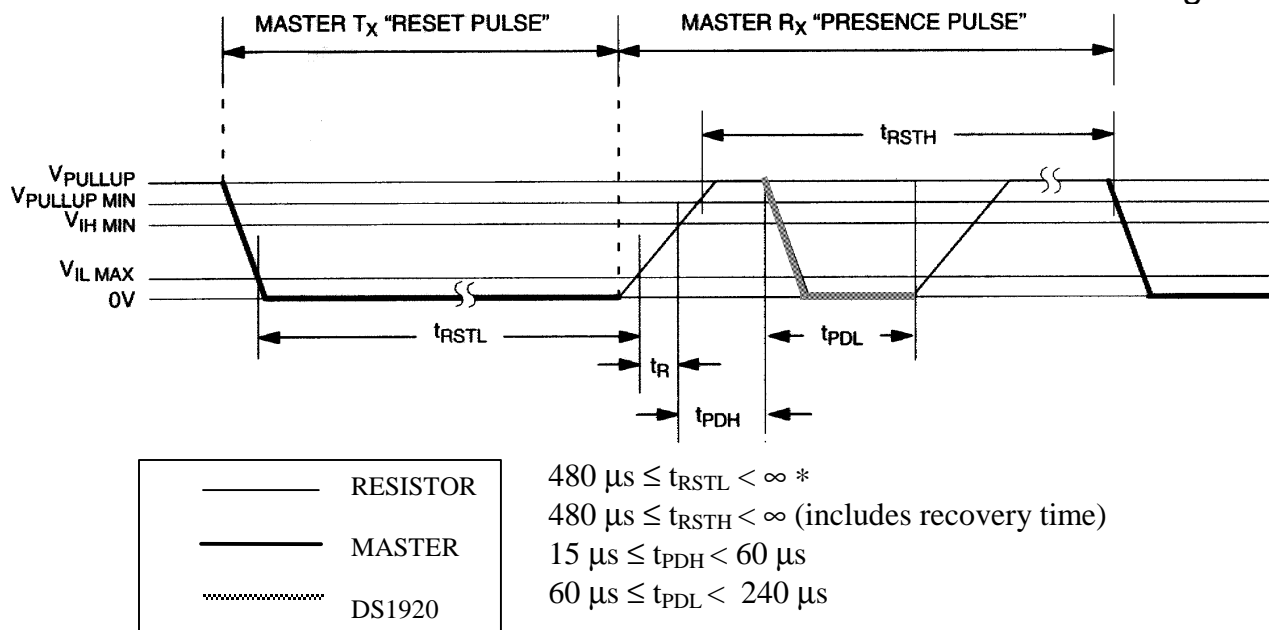 MASTER TX “RESET PULSE”
MASTER RX “PRESENCE PULSE”
tRSTH
VPULLUP
VPULLUP MIN
VIH MIN
VIL MAX
0V
tRSTL
tPDL
tR
tPDH
RESISTOR
MASTER
DS1920
480 μs ≤ tRSTL < ∞ *
480 μs ≤ tRSTH < ∞ (includes recovery time)
15 μs ≤ tPDH < 60 μs
60 μs ≤ tPDL < 240 μs